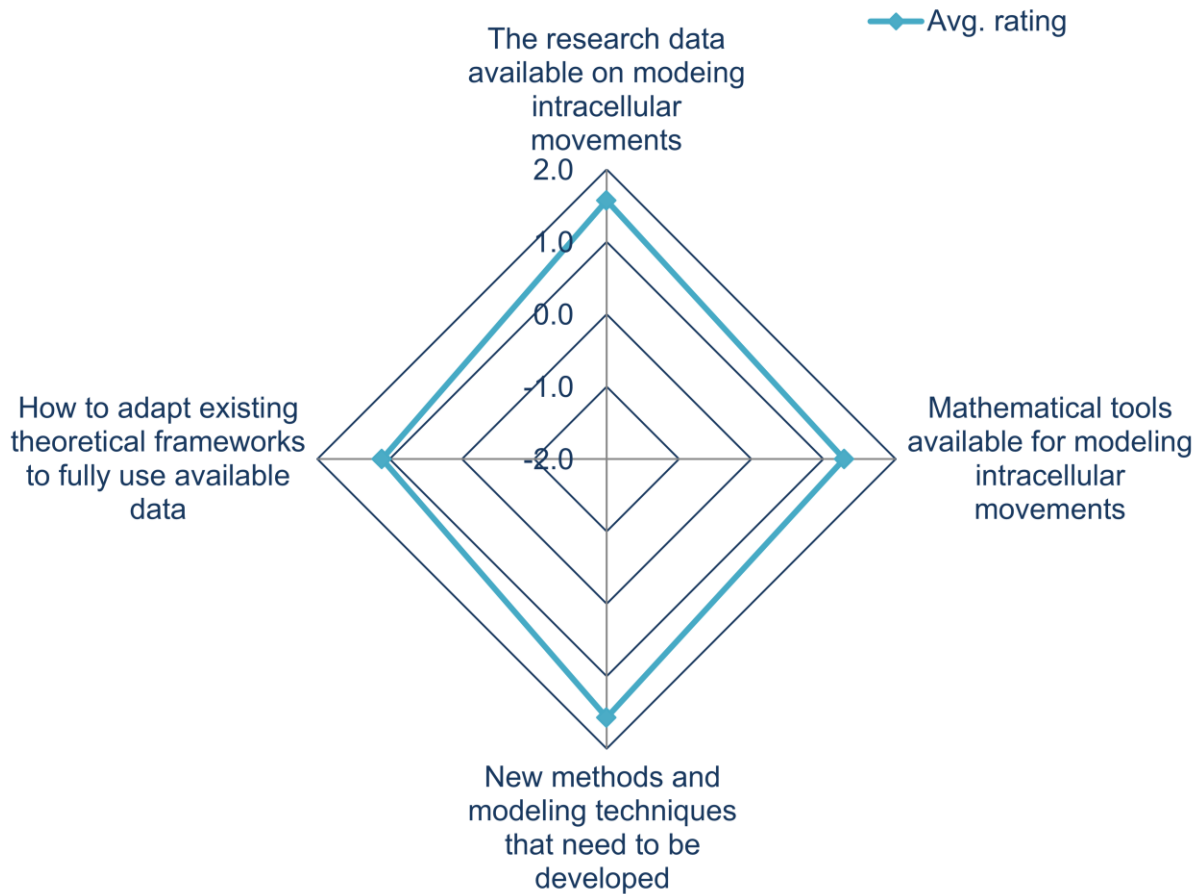 Avg. rating
The research data
available on modeing
intracellular
movements
2.0
1.0
0.0
-1.0
-2.0
How to adapt existing
theoretical frameworks
to fully use available
data
Mathematical tools
available for modeling
intracellular
movements
New methods and
modeling techniques
that need to be
developed